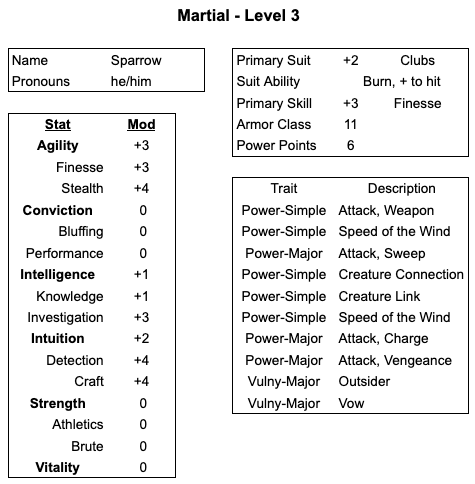 Martial - Level 3
Name Sparrow
Pronouns he/him
Stat Mod
Agility +3
Finesse +3
Stealth +4
Conviction 0
Bluffing 0
Performance 0
Intelligence +1
Knowledge +1
Investigation +3
Intuition +2
Detection +4
Craft +4
Strength 0
Athletics 0
Brute 0
Vitality 0
Primary Suit +2 Clubs
Suit Ability Burn, + to hit
Primary Skill +3 Finesse
Armor Class 11
Power Points 6
Trait Description
Power-Simple Attack, Weapon
Power-Simple Speed of the Wind
Power-Major Attack, Sweep
Power-Simple Creature Connection
Power-Simple Creature Link
Power-Simple Speed of the Wind
Power-Major Attack, Charge
Power-Major Attack, Vengeance
Vulny-Major Outsider
Vulny-Major Vow